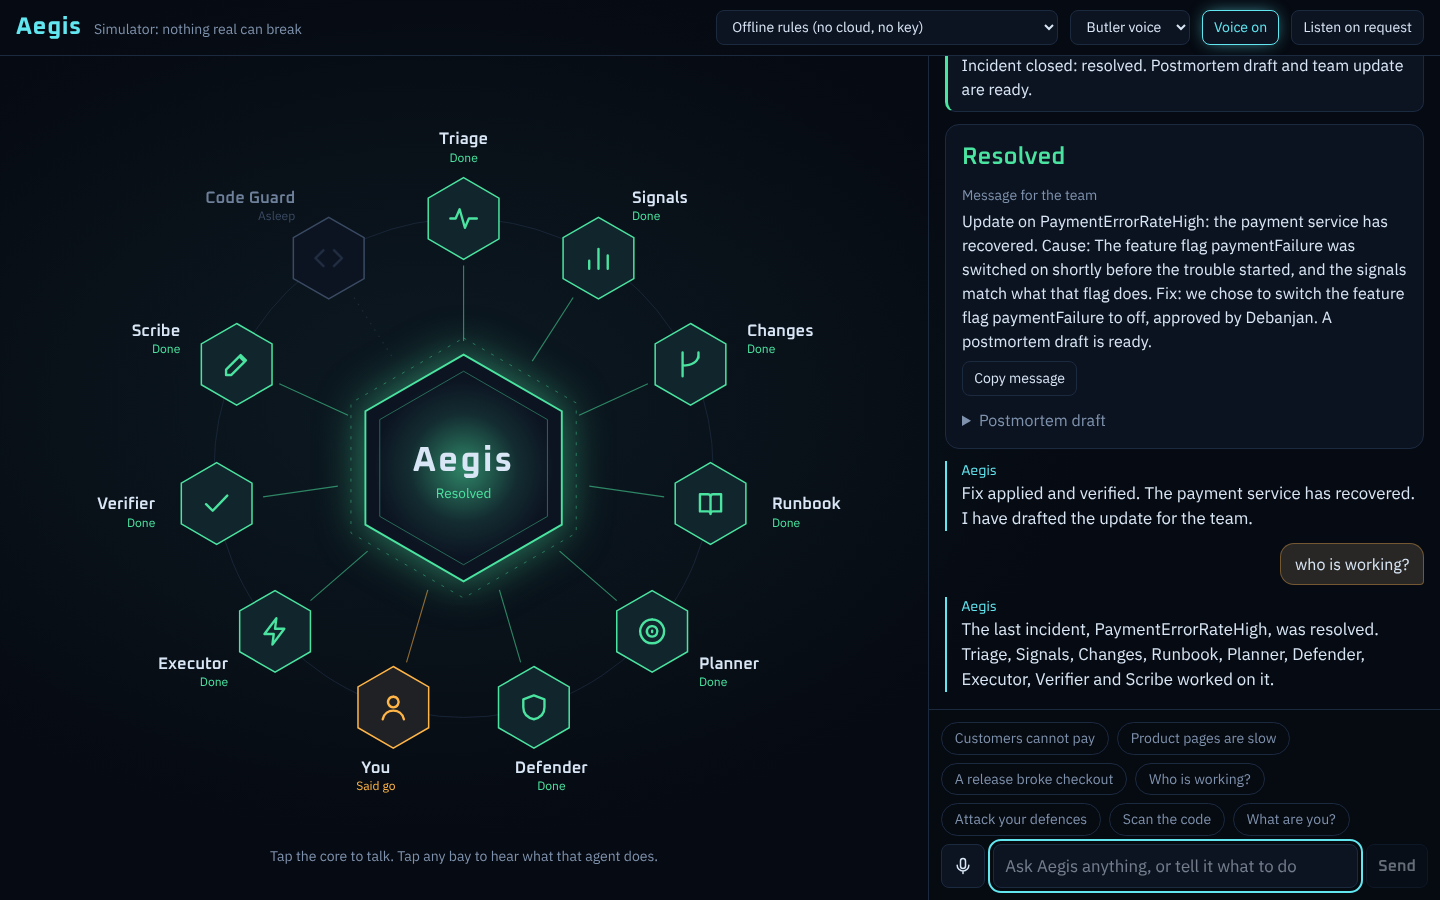 Aegis
Simulator: nothing real can break
Offline rules (no cloud, no key)
Butler voice
Voice on
Listen on request
Triage
Done
Code Guard
Asleep
Signals
Done
Scribe
Done
Changes
Done
Aegis
Resolved
Verifier
Done
Runbook
Done
Executor
Done
Planner
Done
You
Said go
Defender
Done
Tap the core to talk. Tap any bay to hear what that agent does.
Incident closed: resolved. Postmortem draft and team update
are ready.
Resolved
Message for the team
Update on PaymentErrorRateHigh: the payment service has
recovered. Cause: The feature flag paymentFailure was
switched on shortly before the trouble started, and the signals
match what that flag does. Fix: we chose to switch the feature
flag paymentFailure to off, approved by Debanjan. A
postmortem draft is ready.
Copy message
Postmortem draft
Aegis
Fix applied and verified. The payment service has recovered.
I have drafted the update for the team.
who is working?
Aegis
The last incident, PaymentErrorRateHigh, was resolved.
Triage, Signals, Changes, Runbook, Planner, Defender,
Executor, Verifier and Scribe worked on it.
Customers cannot pay
Product pages are slow
A release broke checkout
Who is working?
Attack your defences
Scan the code
What are you?
Ask Aegis anything, or tell it what to do
Send